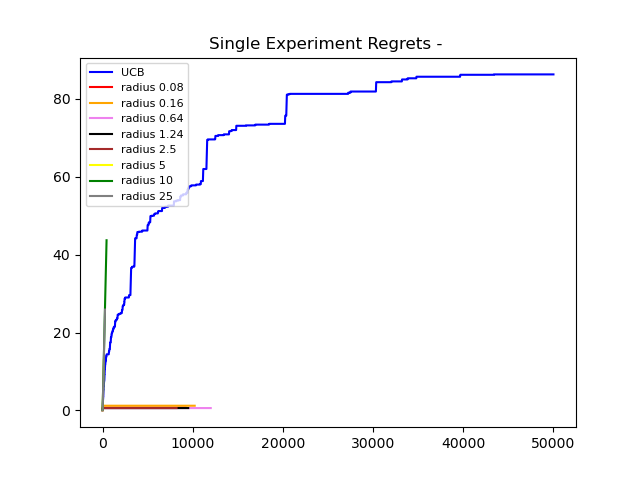 Single Experiment Regrets -
UCB
radius 0.08
radius 0.16
radius 0.64
radius 1.24
radius 2.5
radius 5
radius 10
radius 25
80
60
40
20
0
0 10000 20000 30000 40000 50000